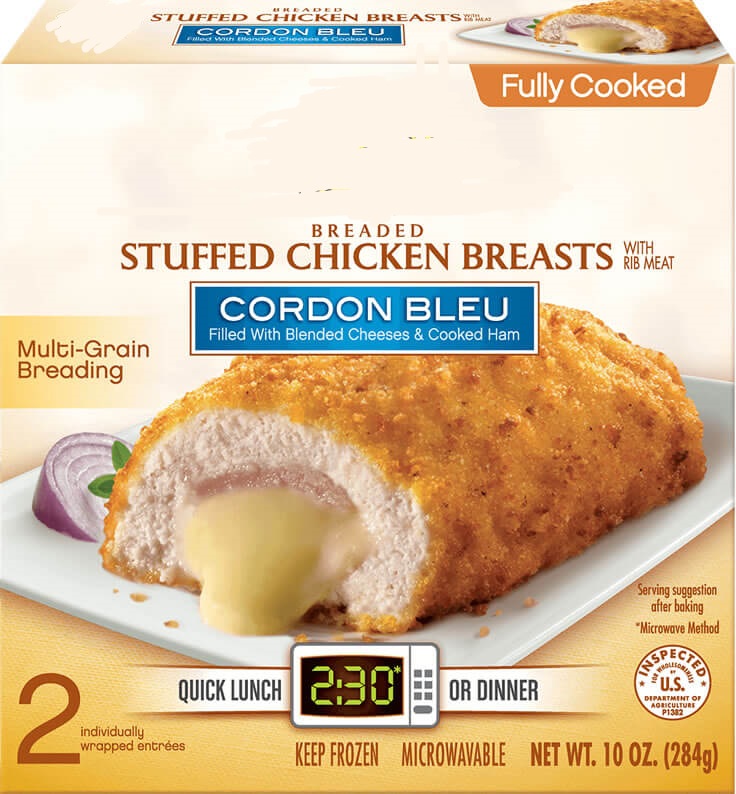 BREADED
STUFFED CHICKEN BREASTS WITH RIB MEAT
CORDON BLEU
Filled With Blended Cheeses & Cooked Ham
Fully Cooked
BREADED
STUFFED CHICKEN BREASTS WITH
RIB MEAT
CORDON BLEU
Filled With Blended Cheeses & Cooked Ham
Multi-Grain
Breading
Serving suggestion
after baking
*Microwave Method
INSPECTED
FOR WHOLESOMENESS
BY
U.S.
DEPARTMENT OF
AGRICULTURE
P1382
QUICK LUNCH 2:30* OR DINNER
2 individually
wrapped entrées
KEEP FROZEN MICROWAVABLE NET WT. 10 OZ. (284g)